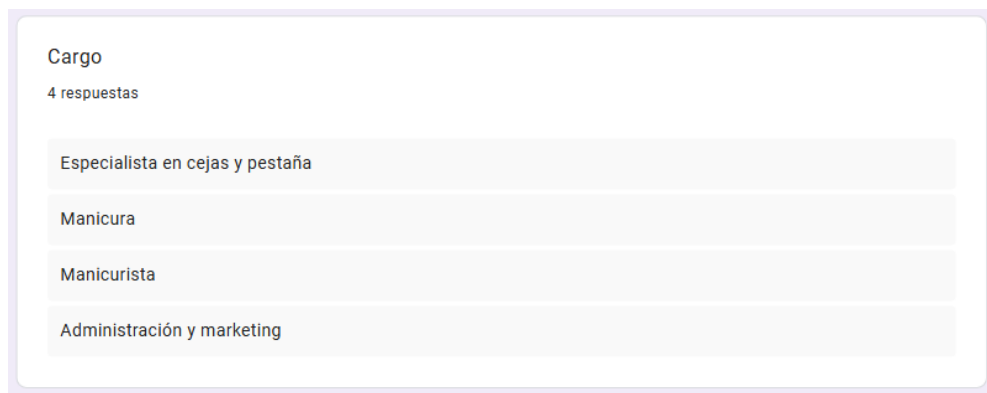 Cargo
4 respuestas
Especialista en cejas y pestaña
Manicura
Manicurista
Administración y marketing